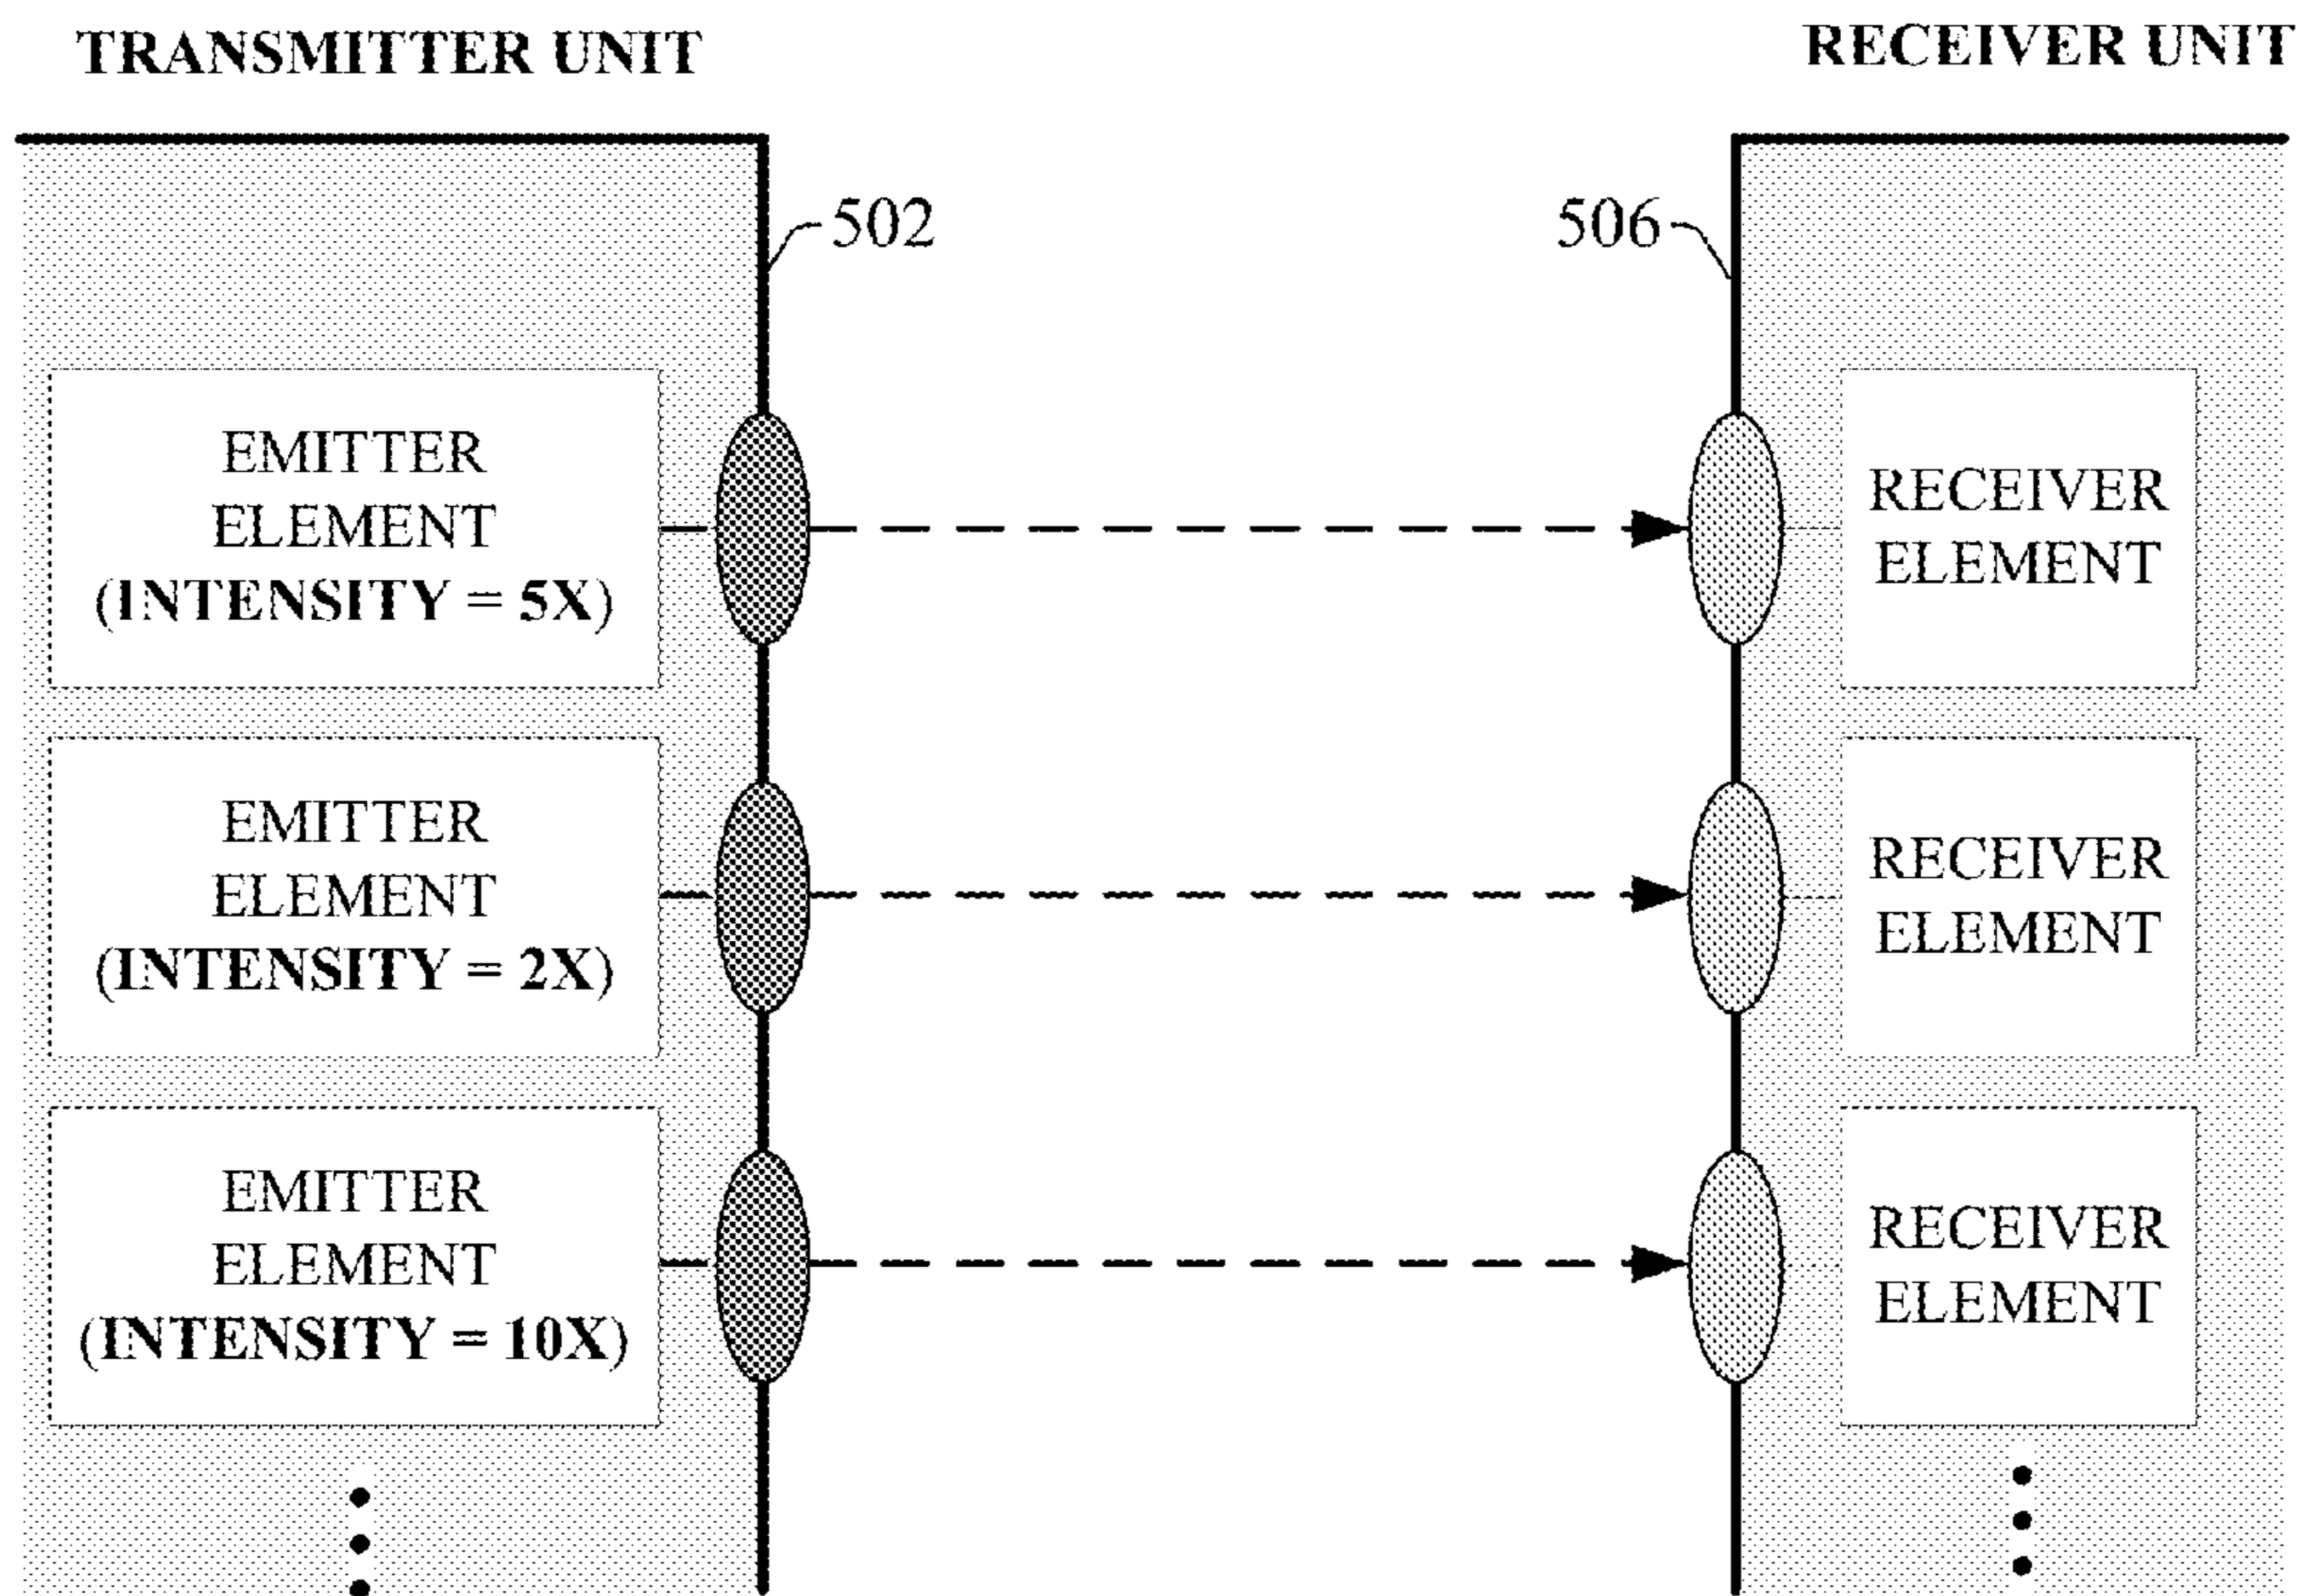 TRANSMITTER UNIT
RECEIVER UNIT
502
506
EMITTER
ELEMENT
(INTENSITY = 5X)
RECEIVER
ELEMENT
EMITTER
ELEMENT
(INTENSITY = 2X)
RECEIVER
ELEMENT
EMITTER
ELEMENT
(INTENSITY = 10X)
RECEIVER
ELEMENT